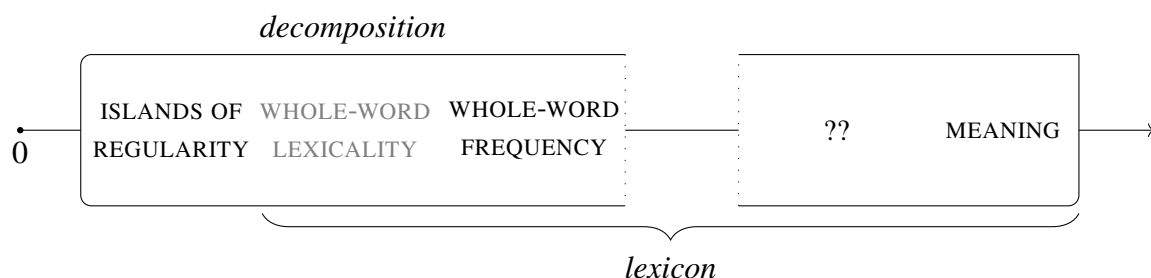 decomposition
ISLANDS OF WHOLE-WORD WHOLE-WORD
REGULARITY LEXICALITY FREQUENCY
?? MEANING
0
lexicon